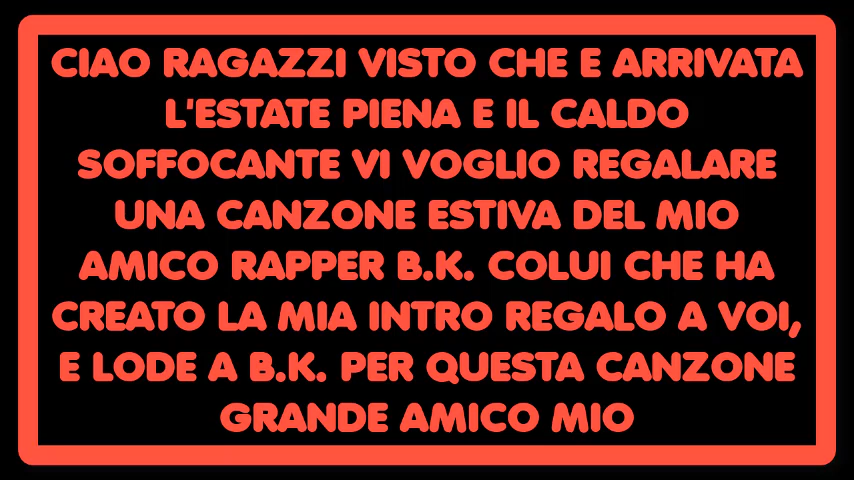 CIAO RAGAZZI VISTO CHE E ARRIVATA
L'ESTATE PIENA E IL CALDO
SOFFOCANTE VI VOGLIO REGALARE
UNA CANZONE ESTIVA DEL MIO
AMICO RAPPER B.K. COLUI CHE HA
CREATO LA MIA INTRO REGALO A VOI,
E LODE A B.K. PER QUESTA CANZONE
GRANDE AMICO MIO